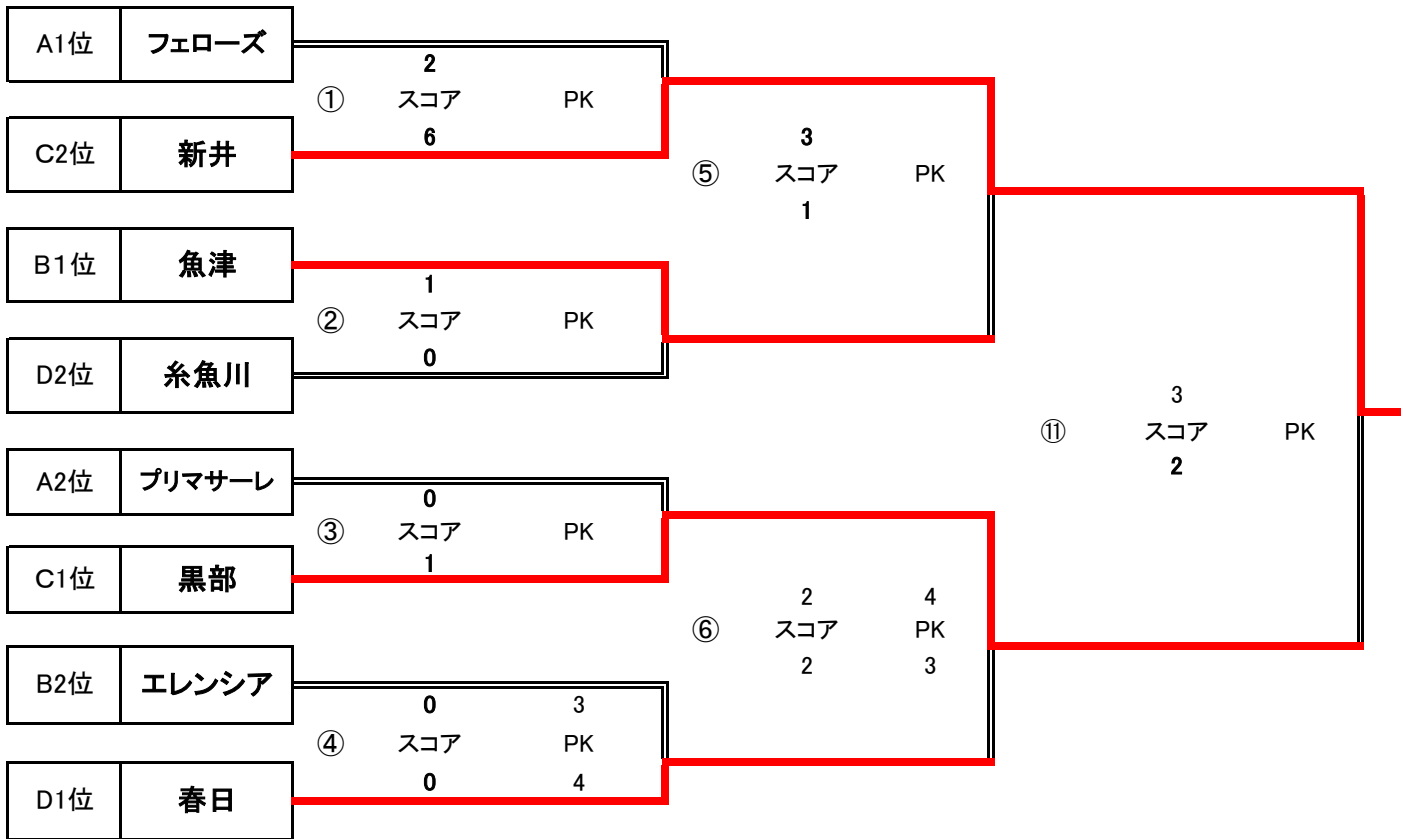 A1位 フェローズ
2
① スコア PK
6
C2位 新井
3
⑤ スコア PK
1
B1位 魚津
1
② スコア PK
0
D2位 糸魚川
3
⑪ スコア PK
2
A2位 プリマサーレ
0
③ スコア PK
1
C1位 黒部
2 4
⑥ スコア PK
2 3
B2位 エレンシア
0 3
④ スコア PK
0 4
D1位 春日